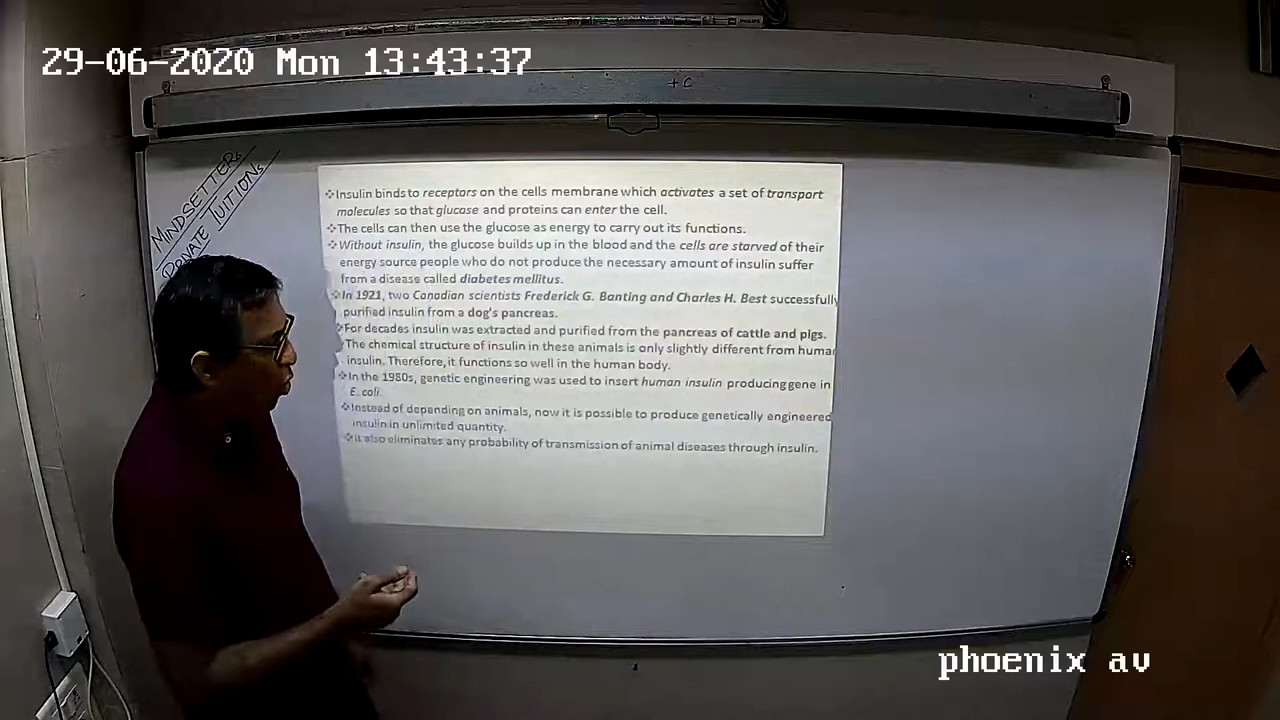 29-06-2020 Mon 13:43:37
PHILIPS
+C
MINDSETTERS
PRIVATE TUITIONS
❖Insulin binds to receptors on the cells membrane which activates a set of transport
molecules so that glucose and proteins can enter the cell.
❖The cells can then use the glucose as energy to carry out its functions.
❖Without insulin, the glucose builds up in the blood and the cells are starved of their
energy source people who do not produce the necessary amount of insulin suffer
from a disease called diabetes mellitus.
❖In 1921, two Canadian scientists Frederick G. Banting and Charles H. Best successfully
purified insulin from a dog's pancreas.
❖For decades insulin was extracted and purified from the pancreas of cattle and pigs.
The chemical structure of insulin in these animals is only slightly different from human
insulin. Therefore, it functions so well in the human body.
❖In the 1980s, genetic engineering was used to insert human insulin producing gene in
E. coli.
❖Instead of depending on animals, now it is possible to produce genetically engineered
insulin in unlimited quantity.
❖It also eliminates any probability of transmission of animal diseases through insulin.
phoenix av